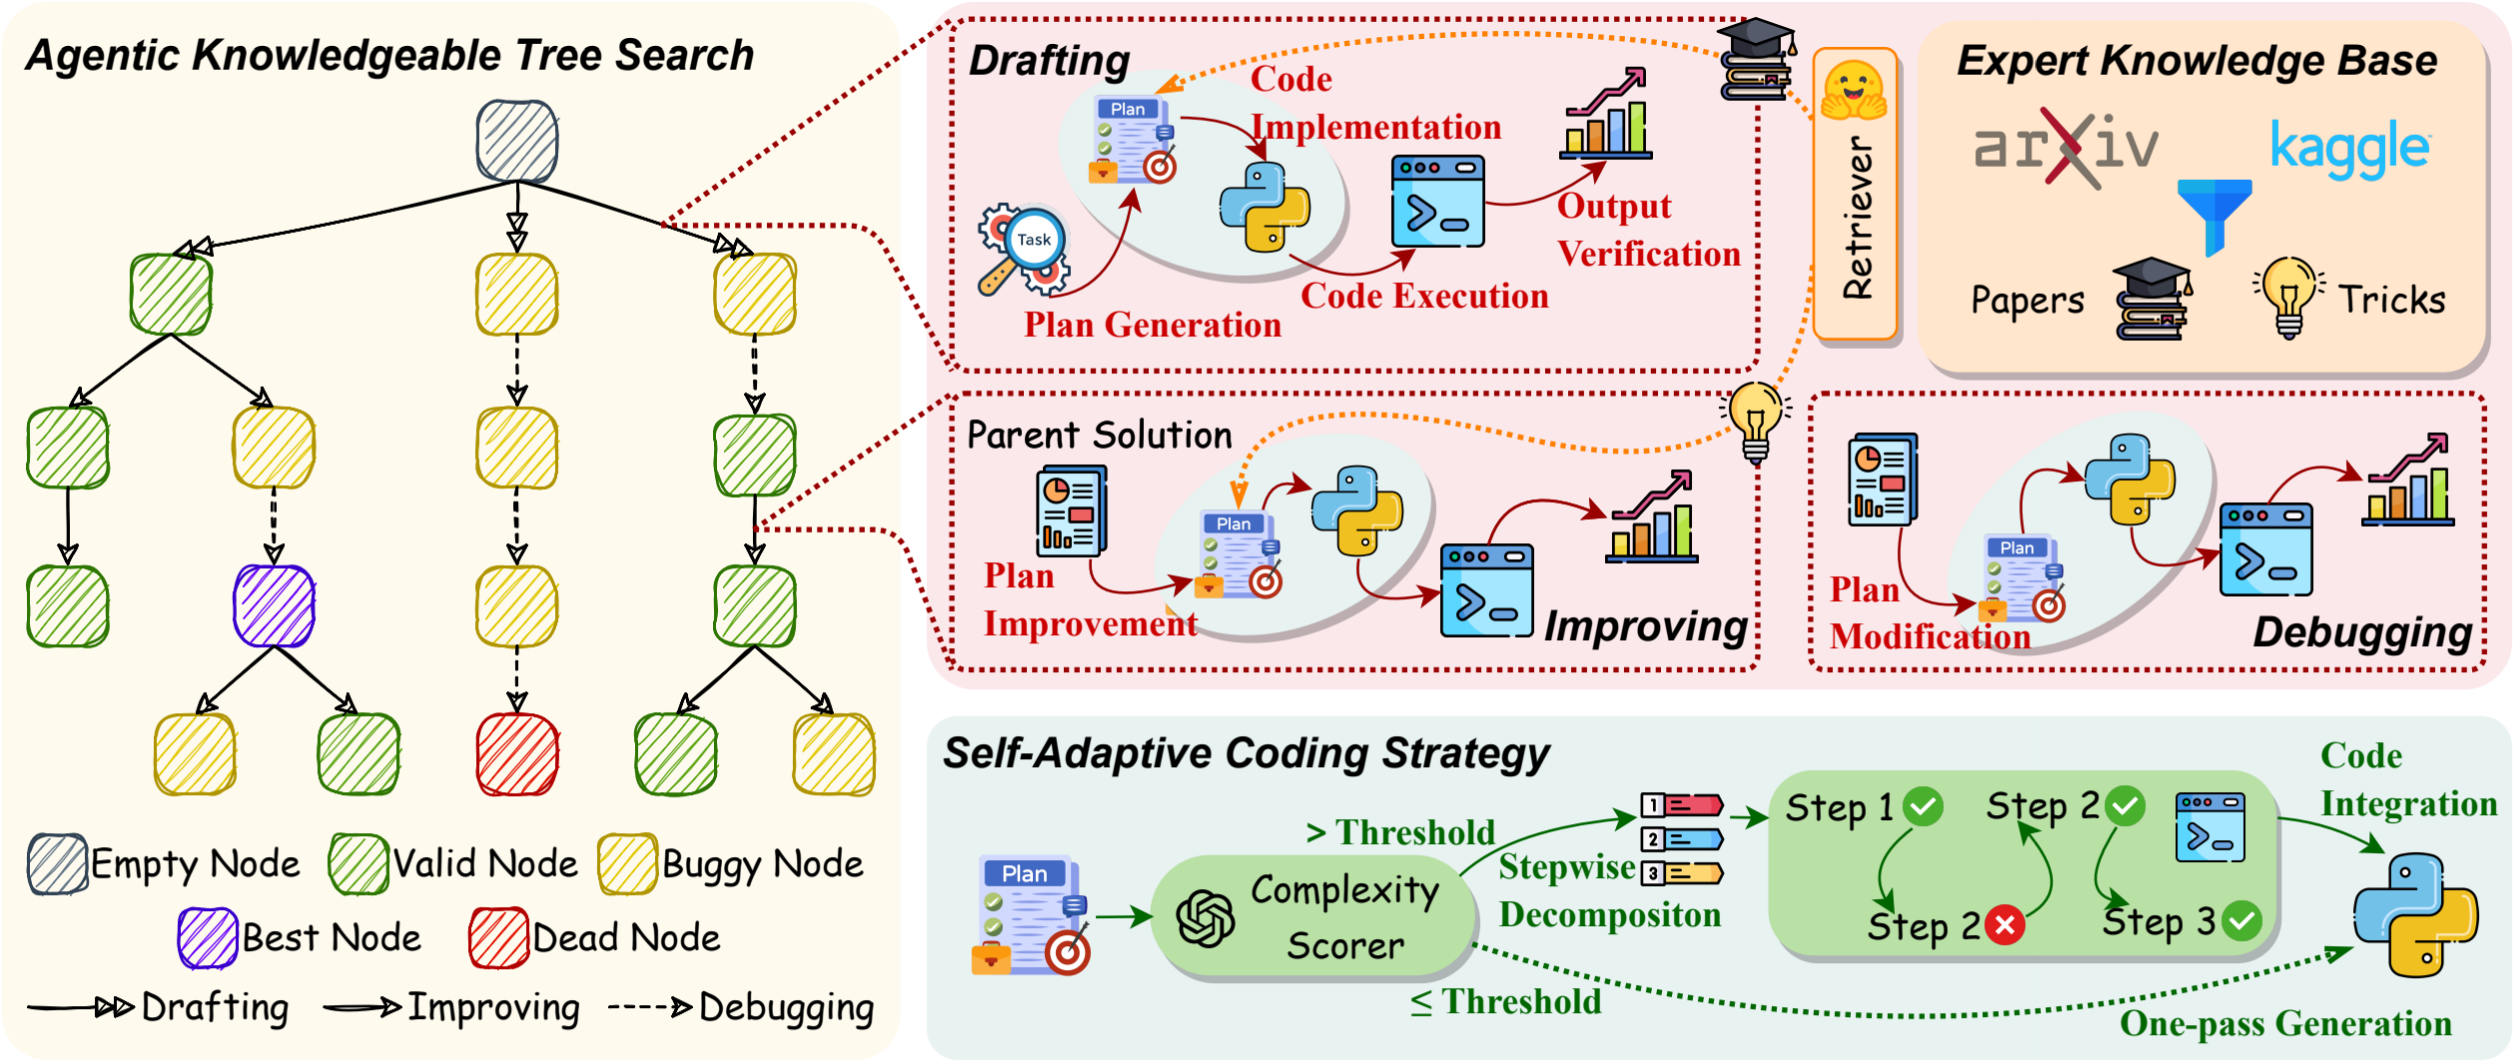 Agentic Knowledgeable Tree Search
Empty Node
Valid Node
Buggy Node
Best Node
Dead Node
Drafting
Improving
Debugging
Drafting
Plan
Code
Implementation
Task
Plan Generation
Code Execution
Output
Verification
Retriever
Expert Knowledge Base
arXiv
kaggle
Papers
Tricks
Parent Solution
Plan
Plan
Improvement
Improving
Plan
Plan
Modification
Debugging
Self-Adaptive Coding Strategy
Plan
Complexity
Scorer
> Threshold
Stepwise
Decompositon
1
2
3
≤ Threshold
Step 1
Step 2
Step 2
Step 3
Code
Integration
One-pass Generation